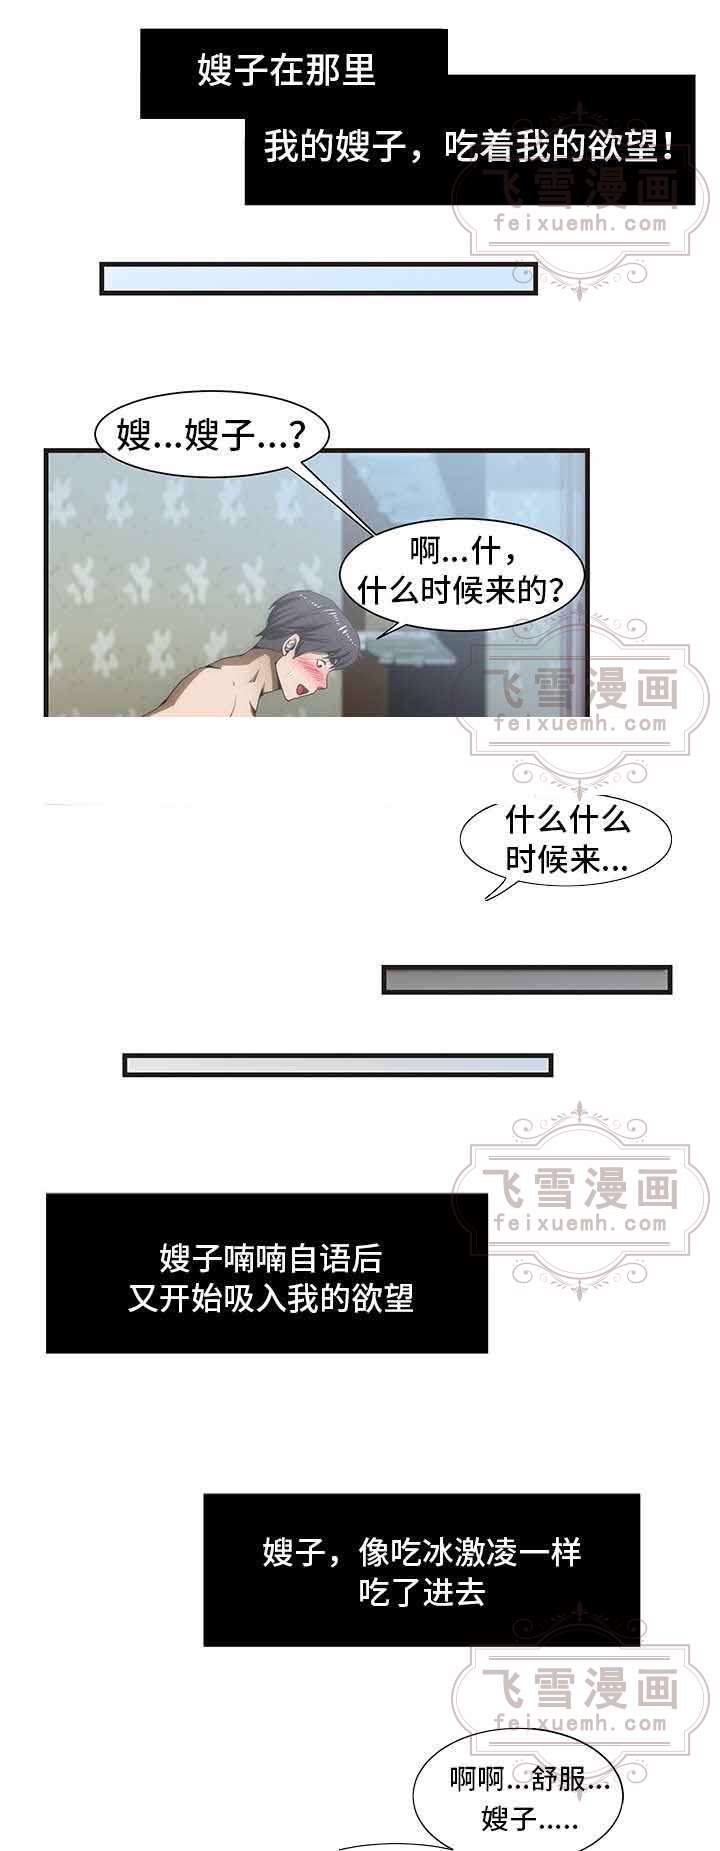 嫂子在那里
我的嫂子，吃着我的欲望！
飞雪漫画
feixuemh.com
嫂...嫂子...？
啊...什，
什么时候来的？
飞雪漫画
feixuemh.com
什么什么
时候来...
飞雪漫画
feixuemh.com
嫂子喃喃自语后
又开始吸入我的欲望
嫂子，像吃冰激凌一样
吃了进去
飞雪漫画
feixuemh.com
啊啊...舒服...
嫂子.....